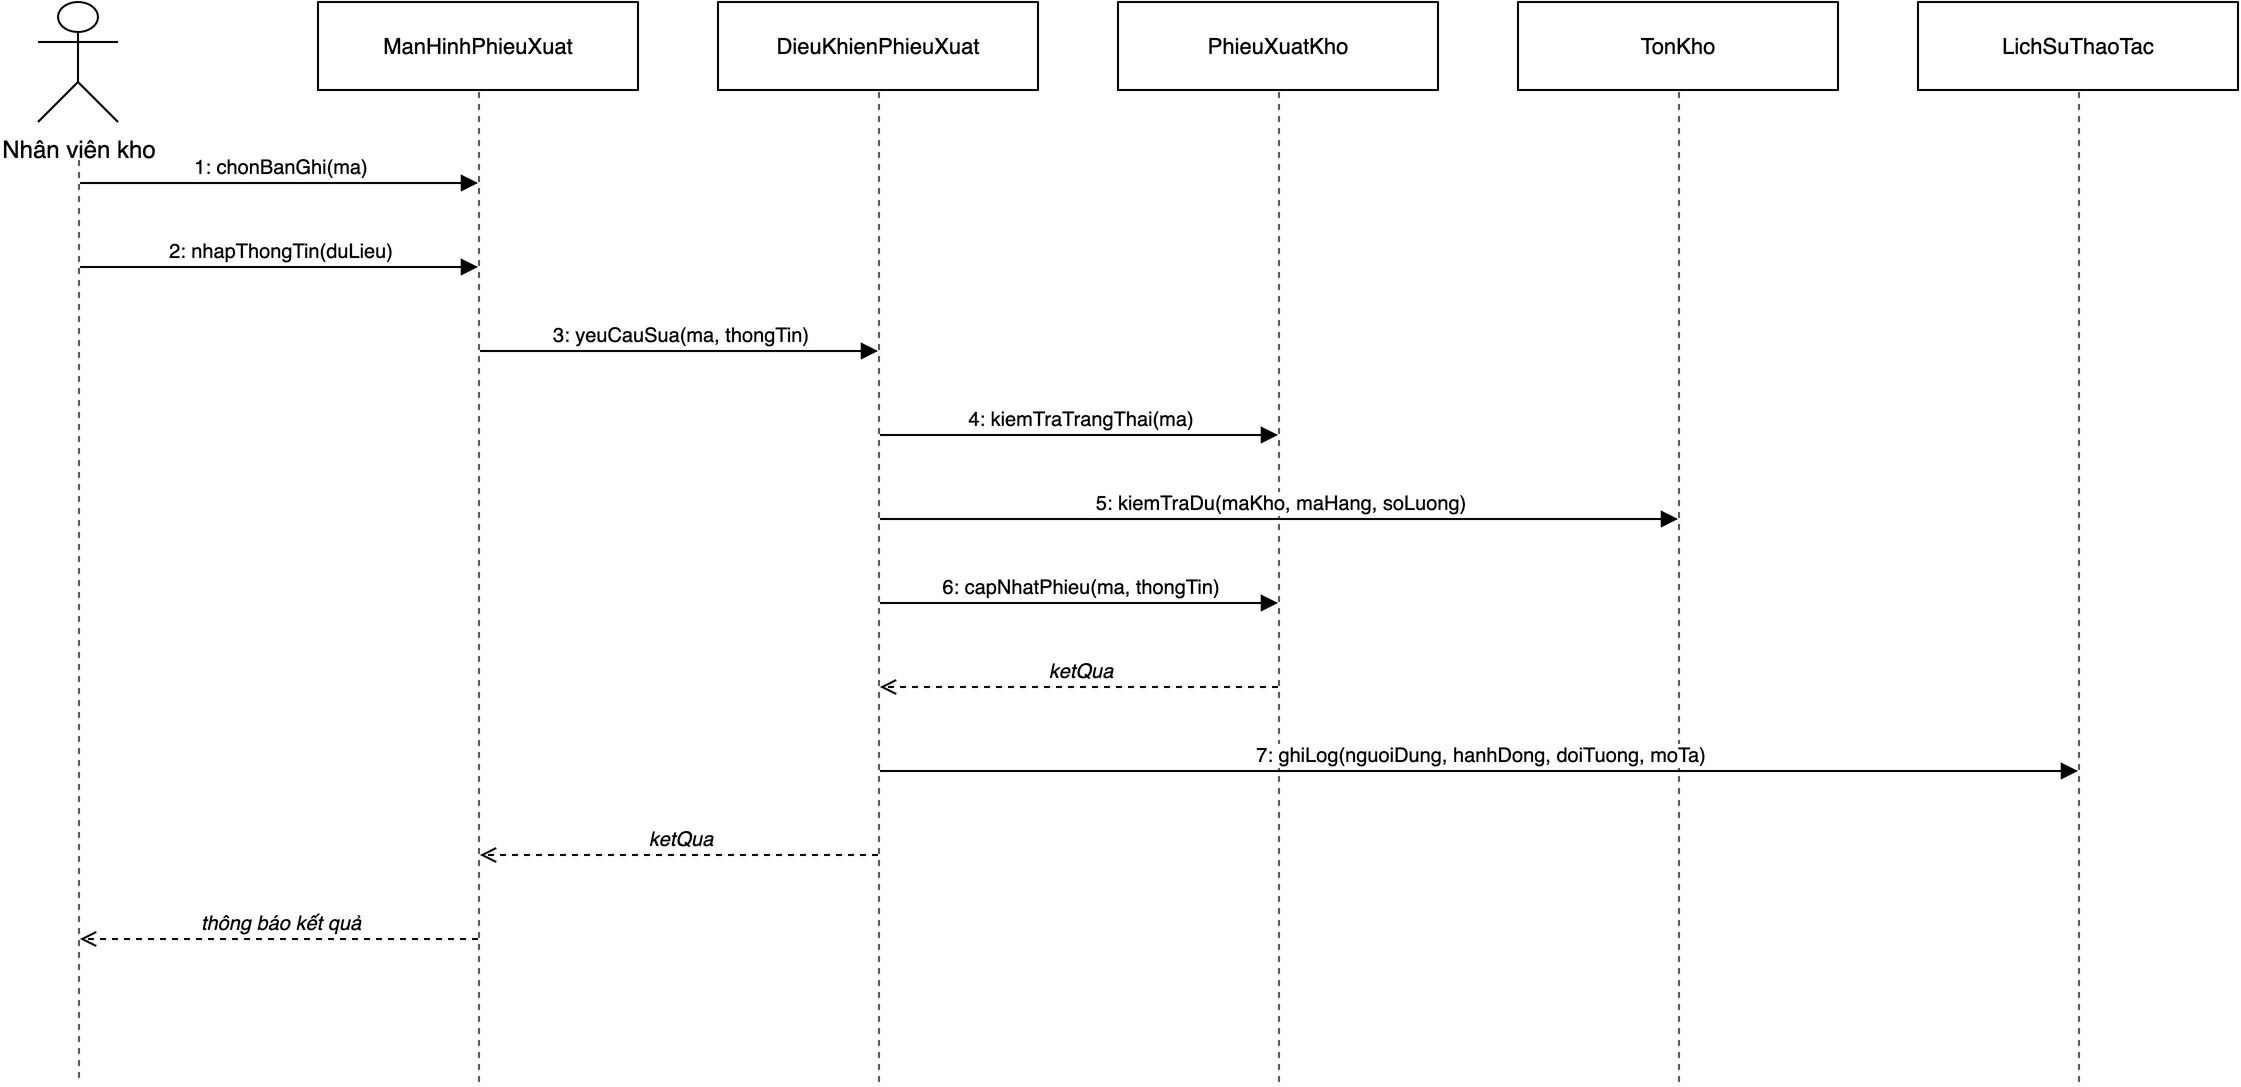 Nhân viên kho
ManHinhPhieuXuat
DieuKhienPhieuXuat
PhieuXuatKho
TonKho
LichSuThaoTac
1: chonBanGhi(ma)
2: nhapThongTin(duLieu)
3: yeuCauSua(ma, thongTin)
4: kiemTraTrangThai(ma)
5: kiemTraDu(maKho, maHang, soLuong)
6: capNhatPhieu(ma, thongTin)
ketQua
7: ghiLog(nguoiDung, hanhDong, doiTuong, moTa)
ketQua
thông báo kết quả